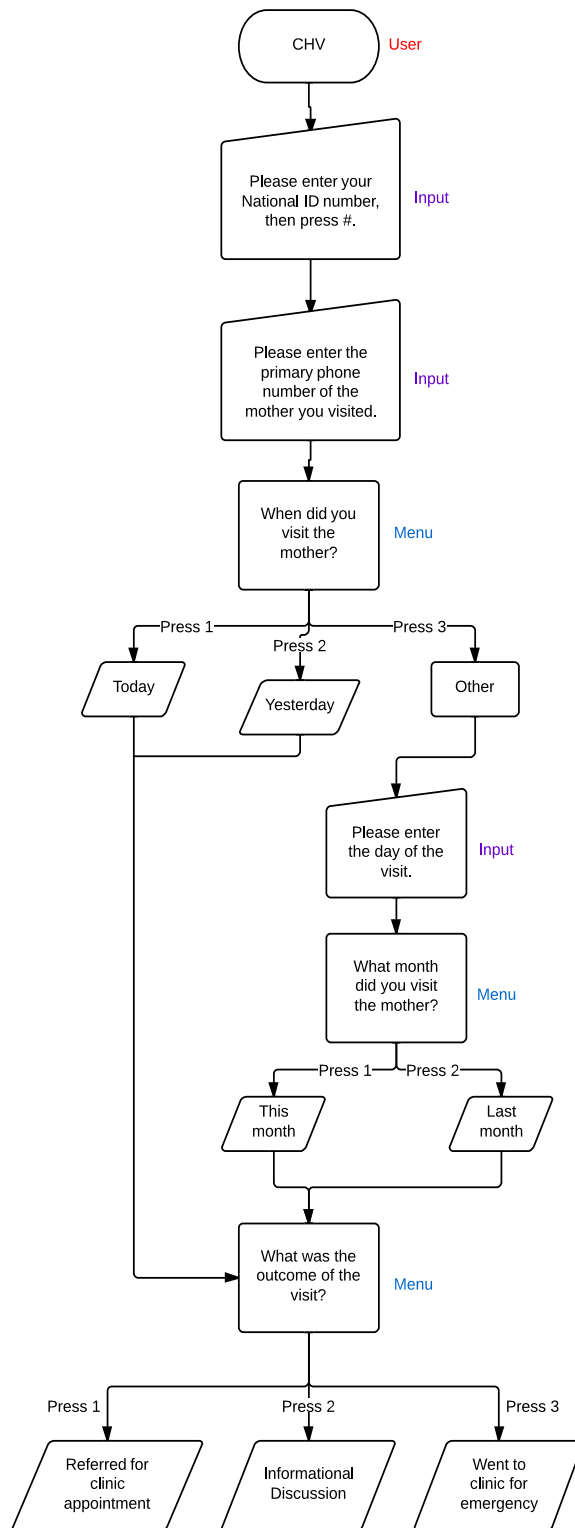 CHV
User
Please enter your
National ID number,
then press #.
Input
Please enter the
primary phone
number of the
mother you visited.
Input
When did you
visit the
mother?
Menu
Press 1
Press 2
Press 3
Today
Yesterday
Other
Please enter
the day of the
visit.
Input
What month
did you visit
the mother?
Menu
Press 1
Press 2
This
month
Last
month
What was the
outcome of the
visit?
Menu
Press 1
Press 2
Press 3
Referred for
clinic
appointment
Informational
Discussion
Went to
clinic for
emergency